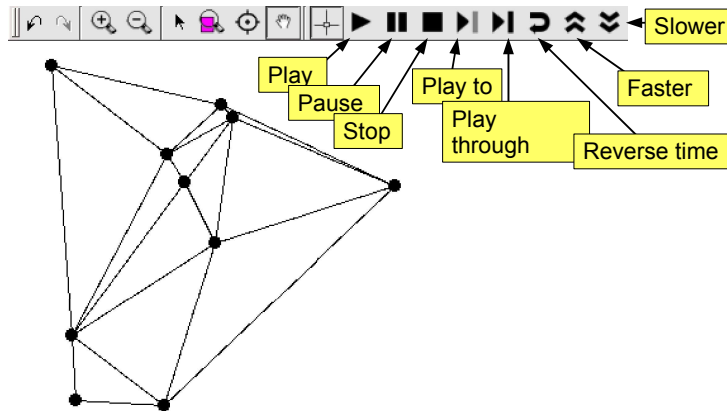 Slower
Play
Pause
Stop
Play to
Play
through
Faster
Reverse time